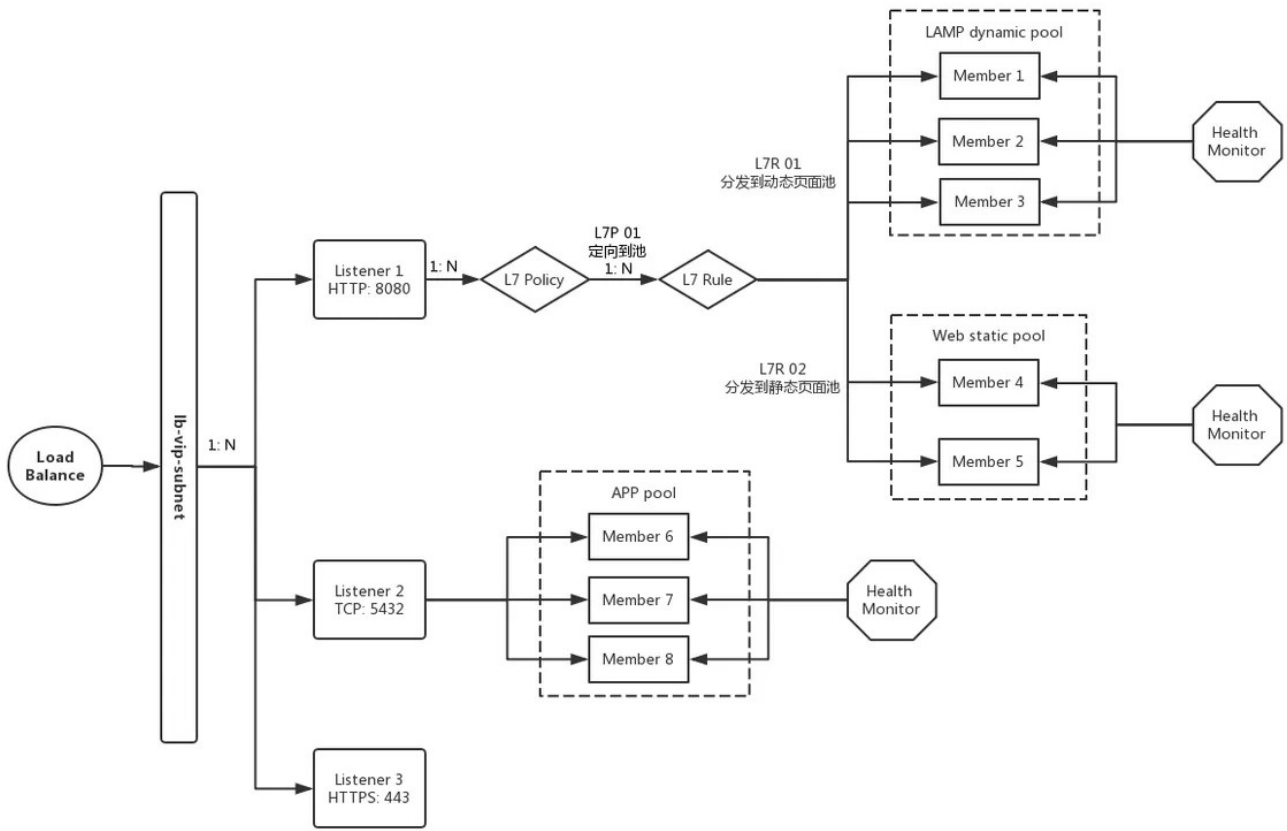 LAMP dynamic pool
Member 1
Member 2
Member 3
Health
Monitor
L7R 01
分发到动态页面池
L7P 01
定向到池
1: N
Listener 1
HTTP: 8080
1: N
L7 Policy
L7 Rule
Web static pool
Member 4
Member 5
Health
Monitor
L7R 02
分发到静态页面池
Load
Balance
lb-vip-subnet
1: N
APP pool
Member 6
Member 7
Member 8
Health
Monitor
Listener 2
TCP: 5432
Listener 3
HTTPS: 443